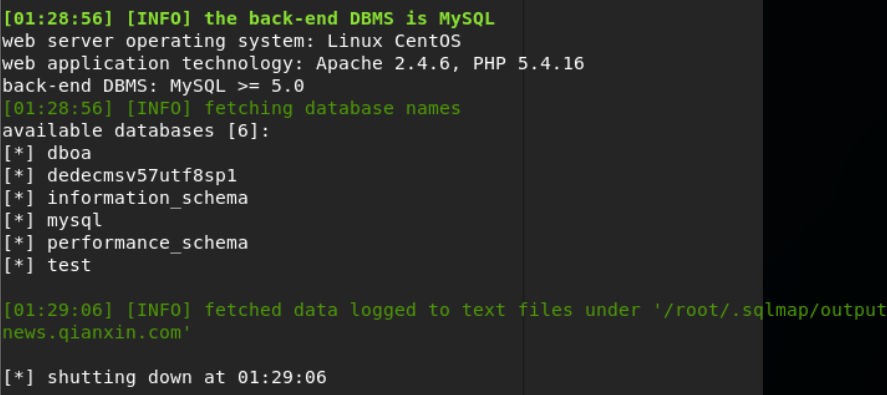 [01:28:56] [INFO] the back-end DBMS is MySQL
web server operating system: Linux CentOS
web application technology: Apache 2.4.6, PHP 5.4.16
back-end DBMS: MySQL >= 5.0
[01:28:56] [INFO] fetching database names
available databases [6]:
[*] dboa
[*] dedecmsv57utf8sp1
[*] information_schema
[*] mysql
[*] performance_schema
[*] test
[01:29:06] [INFO] fetched data logged to text files under '/root/.sqlmap/output
news.qianxin.com'
[*] shutting down at 01:29:06